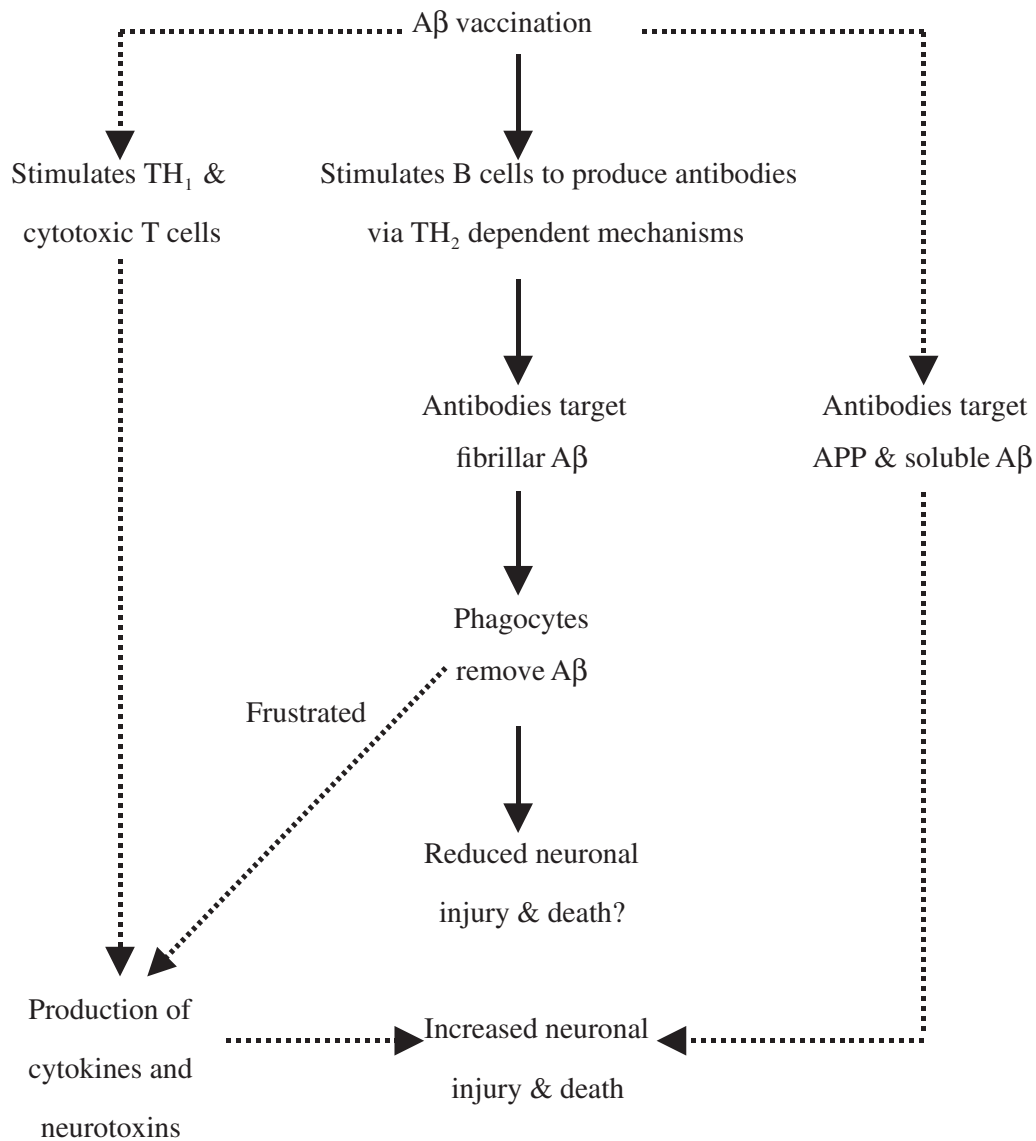 Aβ vaccination
Stimulates TH₁ &
cytotoxic T cells
Stimulates B cells to produce antibodies
via TH₂ dependent mechanisms
Antibodies target
fibrillar Aβ
Antibodies target
APP & soluble Aβ
Phagocytes
remove Aβ
Frustrated
Reduced neuronal
injury & death?
Production of
cytokines and
neurotoxins
Increased neuronal
injury & death